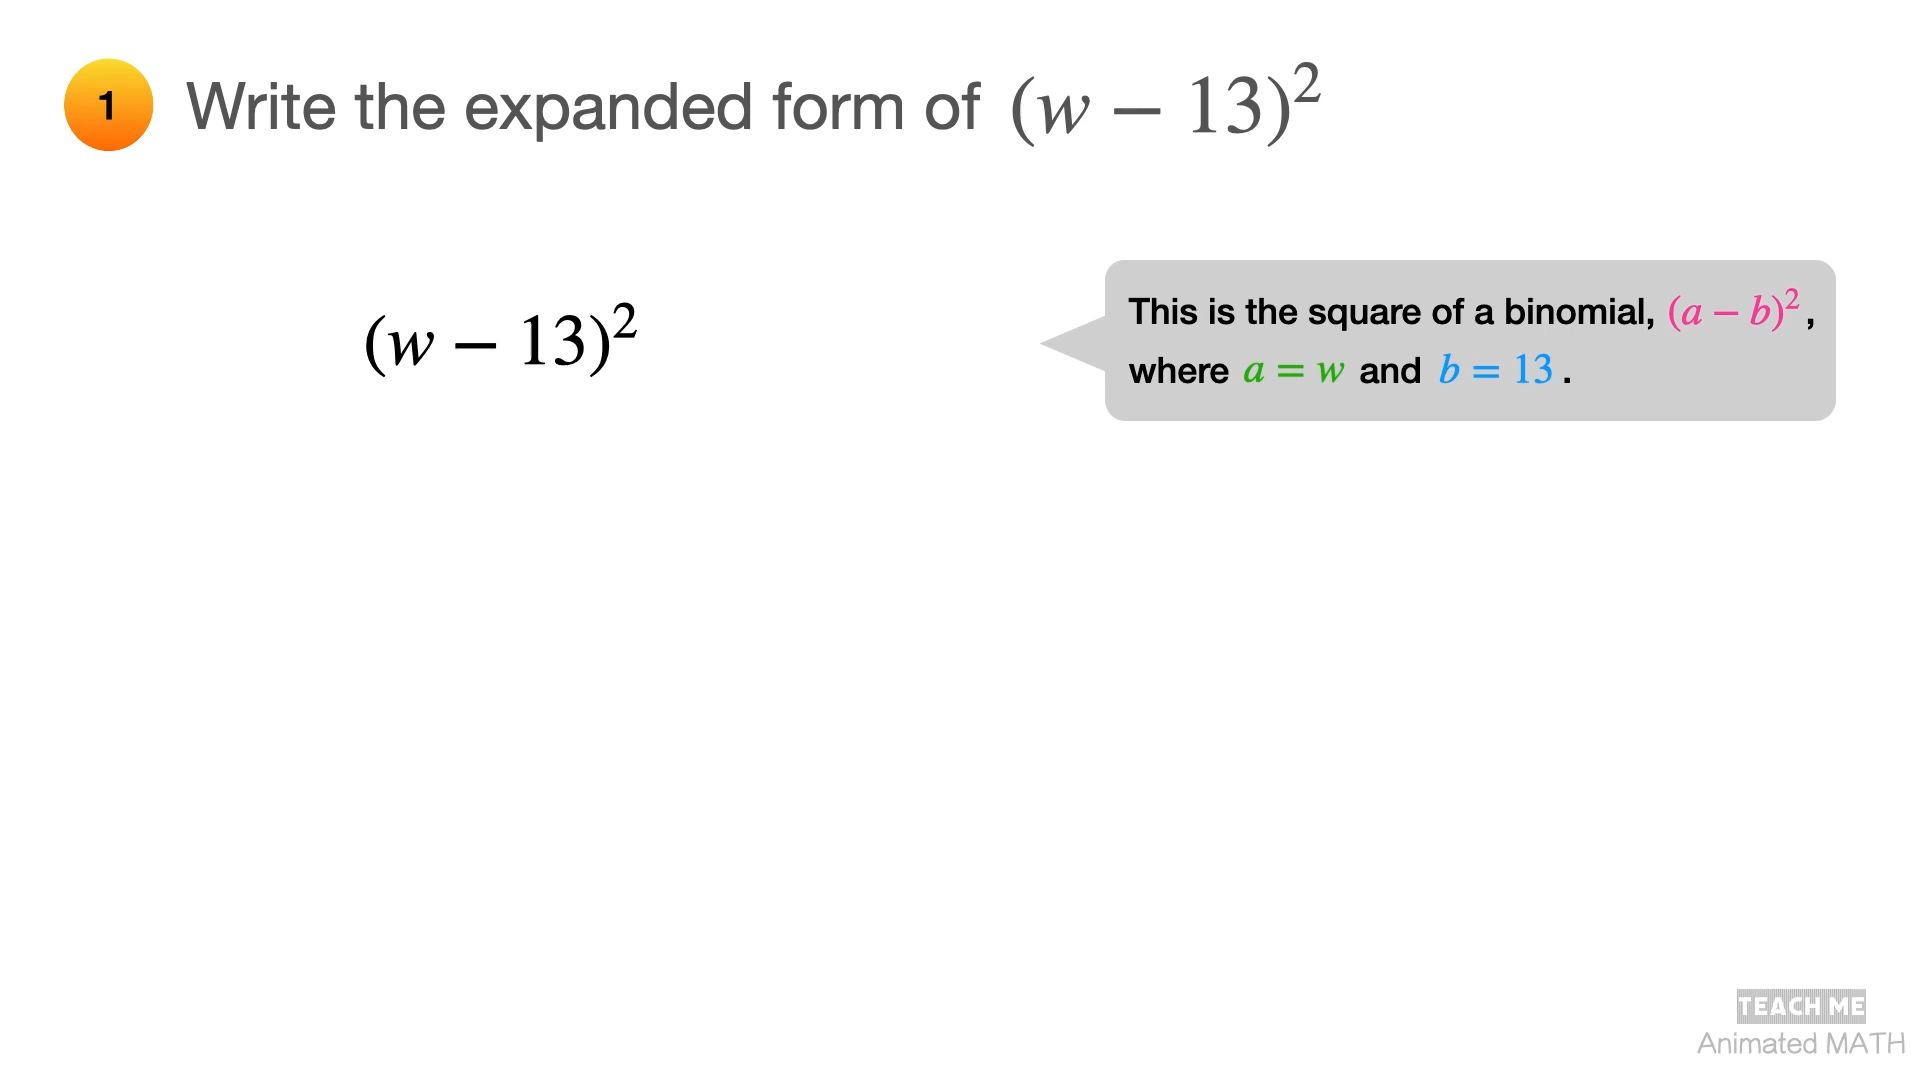 1 Write the expanded form of (w − 13)²
(w − 13)²
This is the square of a binomial, (a − b)²,
where a = w and b = 13.
TEACH ME
Animated MATH